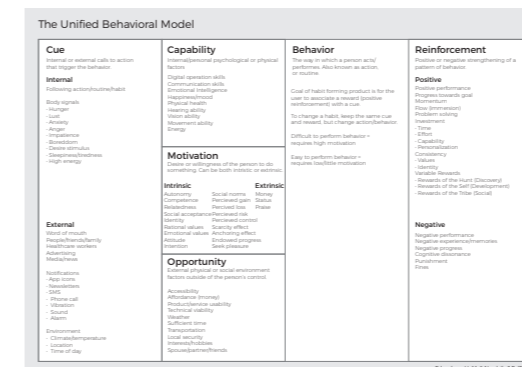 The Unified Behavioral Model
Cue
Internal or external calls to action
that trigger the behavior.
Internal
Following action/routine/habit
Body signals
- Hunger
- Lust
- Anxiety
- Anger
- Impatience
- Boreddom
- Desire stimulus
- Sleepiness/tiredness
- High energy
External
Word of mouth
People/friends/family
Healthcare workers
Advertising
Media/news
Notifications
- App icons
- Newsletters
- SMS
- Phone call
- Vibration
- Sound
- Alarm
Environment
- Climate/temperature
- Location
- Time of day
Capability
Internal/personal psychological or physical
factors
Digital operation skills
Communication skills
Emotional Intelligence
Happiness/mood
Physical health
Hearing ability
Vision ability
Movement ability
Energy
Motivation
Desire or willingness of the person to do
something. Can be both intristic or extrinsic.
Intrinsic
Autonomy
Competence
Relatedness
Social acceptance
Identity
Rational values
Emotional values
Attitude
Intention
Social norms
Percieved gain
Percived loss
Percieved risk
Percieved control
Scarcity effect
Anchoring effect
Endowed progress
Seek pleasure
Extrinsic
Money
Status
Praise
Opportunity
External physical or social environment
factors outside of the person's control.
Accessibility
Affordance (money)
Product/service usability
Technical viability
Weather
Sufficient time
Transportation
Local security
Interests/hobbies
Spouse/partner/friends
Behavior
The way in which a person acts/
performes. Also known as action,
or routine.
Goal of habit forming product is for the
user to associate a reward (positive
reinforcement) with a cue.
To change a habit, keep the same cue
and reward, but change action/behavior
Difficult to perform behavior =
requires high motivation
Easy to perform behavior =
requires low/little motivation
Reinforcement
Positive or negative strengthening of a
pattern of behavior
Positive
Positive performance
Progress towards goal
Momentum
Flow (immersion)
Problem solving
Investment
- Time
- Effort
- Capability
- Personalization
Consistency
- Values
- Identity
Variable Rewards
- Rewards of the Hunt (Discovery)
- Rewards of the Self (Development)
- Rewards of the Tribe (Social)
Negative
Negative performance
Negative experience/memories
Negative progress
Cognitive dissonance
Punishment
Fines